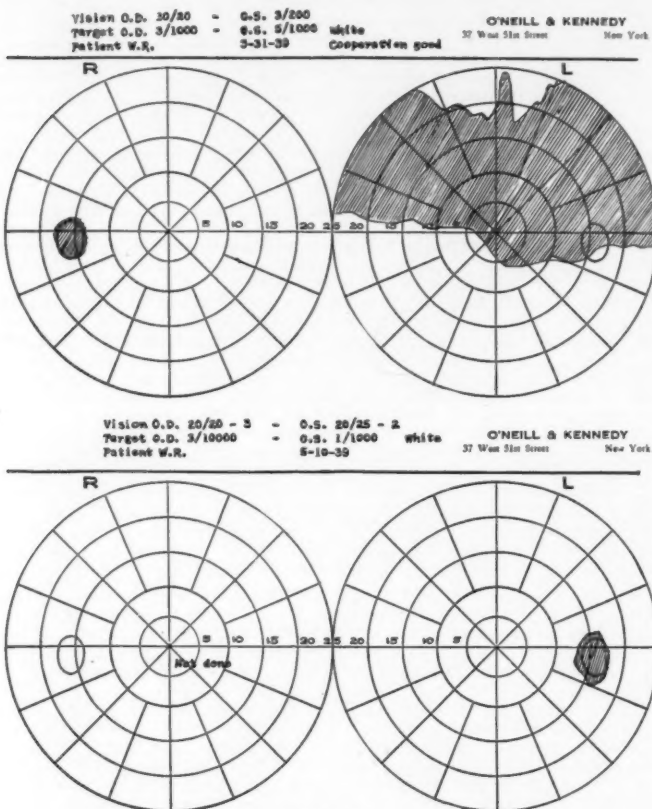 Vision O.D. 30/20 - O.S. 3/200
Target O.D. 3/1000 - O.S. 5/1000 White
Patient W.R. 3-31-39 Cooperation good
O'NEILL & KENNEDY
37 West 51st Street New York
R L
5 10 15 20 25 20 15 10 5
Vision O.D. 20/20 - 3 - O.S. 20/25 - 2
Target O.D. 3/10000 - O.S. 1/1000 White
Patient W.R. 5-10-39
O'NEILL & KENNEDY
37 West 51st Street New York
R L
5 10 15 20 25 20 15 10 5
Not done